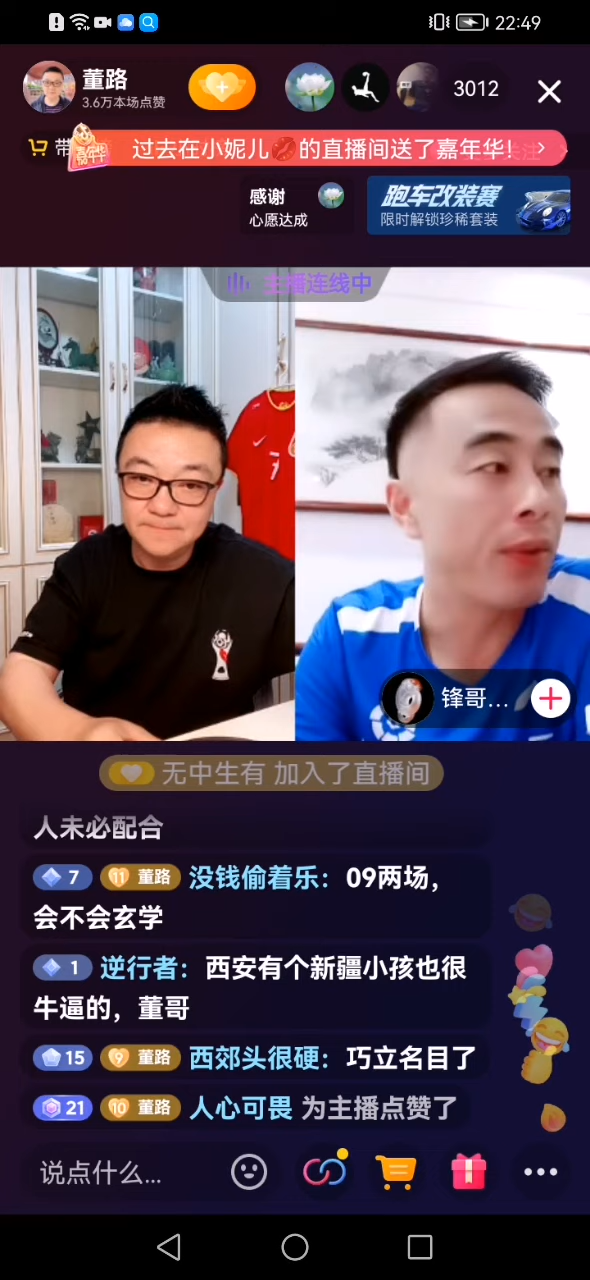 22:49
董路
3.6万本场点赞
3012
带
嘉年华
过去在小妮儿💋的直播间送了嘉年华！
关注
感谢
心愿达成
跑车改装赛
限时解锁珍稀套装
主播连线中
锋哥...
无中生有 加入了直播间
人未必配合
7 11 董路 没钱偷着乐：09两场，
会不会玄学
1 逆行者：西安有个新疆小孩也很
牛逼的，董哥
15 9 董路 西郊头很硬：巧立名目了
21 10 董路 人心可畏 为主播点赞了
说点什么...